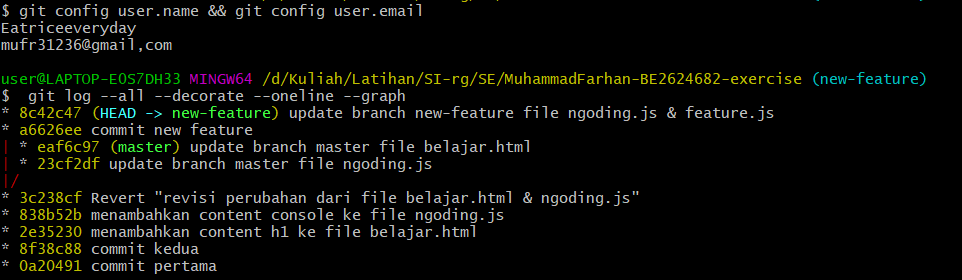 $ git config user.name && git config user.email
Eatriceeveryday
mufr31236@gmail,com
user@LAPTOP-E0S7DH33 MINGW64 /d/Kuliah/Latihan/SI-rg/SE/MuhammadFarhan-BE2624682-exercise (new-feature)
$  git log --all --decorate --oneline --graph
* 8c42c47 (HEAD -> new-feature) update branch new-feature file ngoding.js & feature.js
* a6626ee commit new feature
| * eaf6c97 (master) update branch master file belajar.html
| * 23cf2df update branch master file ngoding.js
|/
* 3c238cf Revert "revisi perubahan dari file belajar.html & ngoding.js"
* 838b52b menambahkan content console ke file ngoding.js
* 2e35230 menambahkan content h1 ke file belajar.html
* 8f38c88 commit kedua
* 0a20491 commit pertama